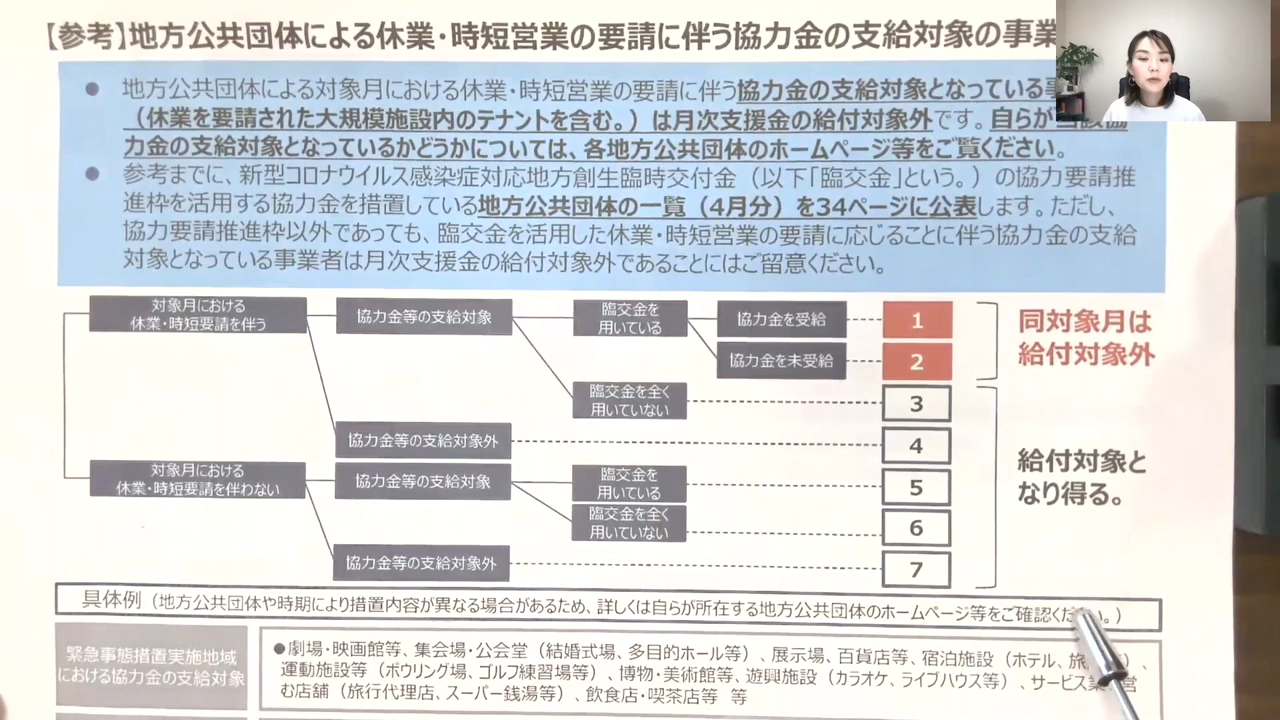 【参考】地方公共団体による休業・時短営業の要請に伴う協力金の支給対象の事業
● 地方公共団体による対象月における休業・時短営業の要請に伴う協力金の支給対象となっている
（休業を要請された大規模施設内のテナントを含む。）は月次支援金の給付対象外です。自らが
力金の支給対象となっているかどうかについては、各地方公共団体のホームページ等をご覧ください。
● 参考までに、新型コロナウイルス感染症対応地方創生臨時交付金（以下「臨交金」という。）の協力要請推
進枠を活用する協力金を措置している地方公共団体の一覧（4月分）を34ページに公表します。ただし、
協力要請推進枠以外であっても、臨交金を活用した休業・時短営業の要請に応じることに伴う協力金の支給
対象となっている事業者は月次支援金の給付対象外であることにはご留意ください。
対象月における
休業・時短要請を伴う
協力金等の支給対象
臨交金を
用いている
協力金を受給
1
協力金を未受給
2
同対象月は
給付対象外
臨交金を全く
用いていない
3
協力金等の支給対象外
4
対象月における
休業・時短要請を伴わない
協力金等の支給対象
臨交金を
用いている
5
臨交金を全く
用いていない
6
協力金等の支給対象外
7
給付対象と
なり得る。
具体例（地方公共団体や時期により措置内容が異なる場合があるため、詳しくは自らが所在する地方公共団体のホームページ等をご確認くだ い。）
緊急事態措置実施地域
における協力金の支給対象
●劇場・映画館等、集会場・公会堂（結婚式場、多目的ホール等）、展示場、百貨店等、宿泊施設（ホテル、旅 ）、
運動施設等（ボウリング場、ゴルフ練習場等）、博物・美術館等、遊興施設（カラオケ、ライブハウス等）、サービス業 営
む店舗（旅行代理店、スーパー銭湯等）、飲食店・喫茶店等 等